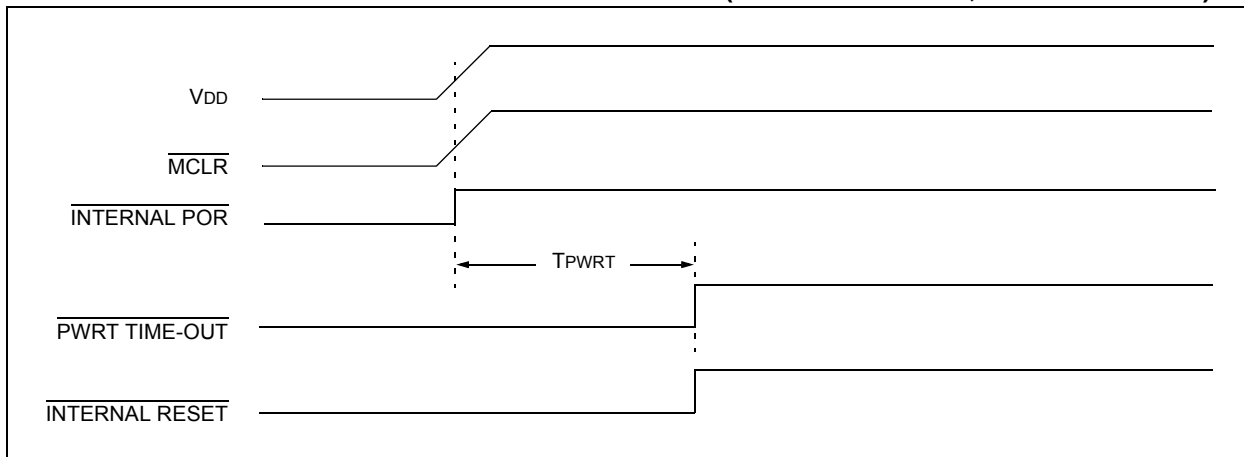 VDD
MCLR
INTERNAL POR
TPWRT
PWRT TIME-OUT
INTERNAL RESET